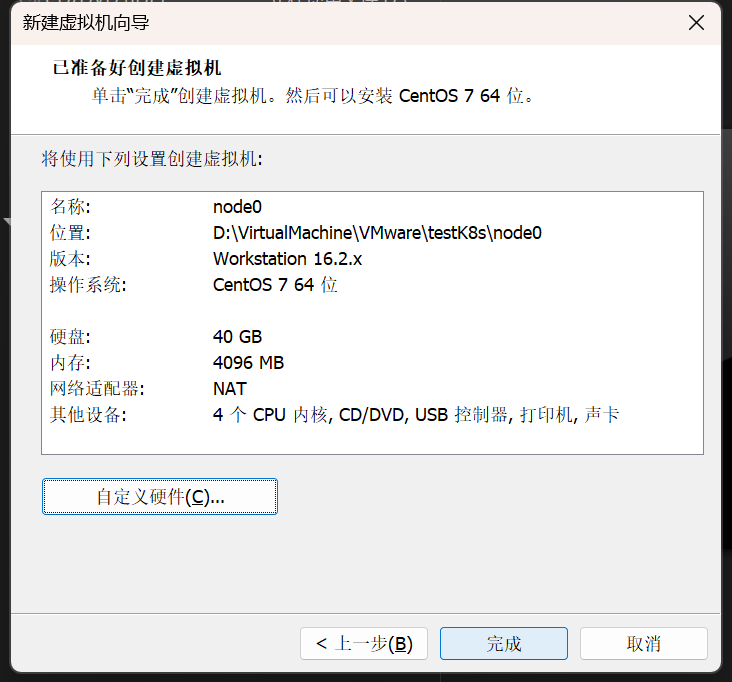 新建虚拟机向导
已准备好创建虚拟机
单击“完成”创建虚拟机。然后可以安装 CentOS 7 64 位。
将使用下列设置创建虚拟机:
名称: node0
位置: D:\VirtualMachine\VMware\testK8s\node0
版本: Workstation 16.2.x
操作系统: CentOS 7 64 位
硬盘: 40 GB
内存: 4096 MB
网络适配器: NAT
其他设备: 4 个 CPU 内核, CD/DVD, USB 控制器, 打印机, 声卡
自定义硬件(C)...
< 上一步(B) 完成 取消